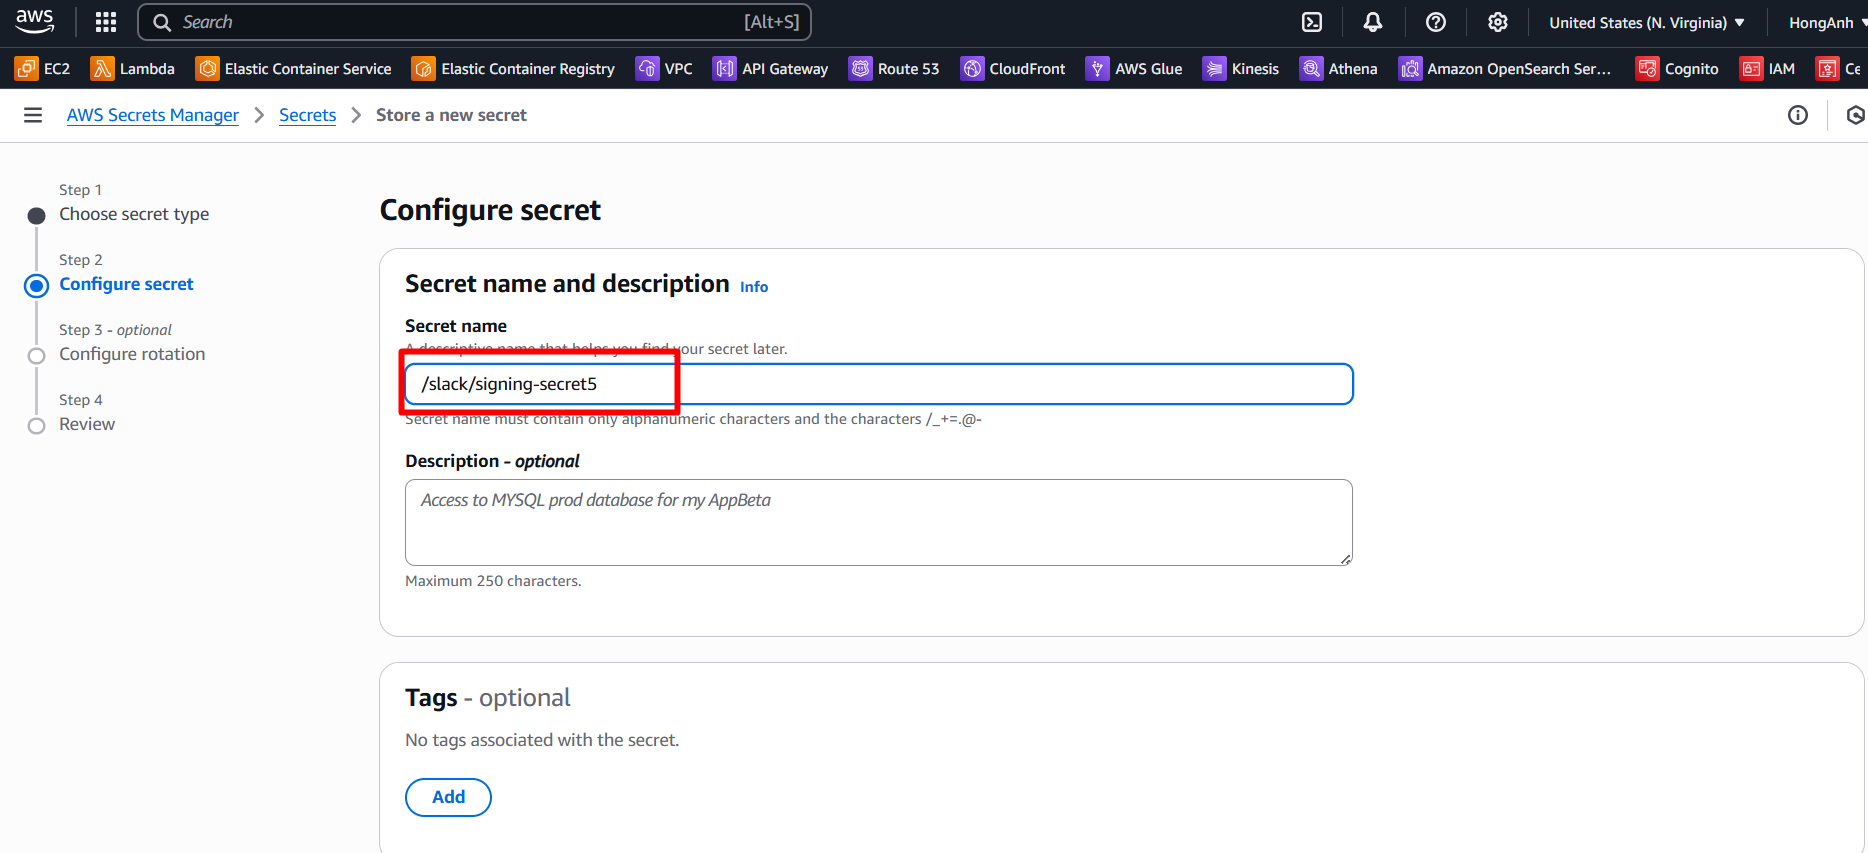 aws Search [Alt+S] United States (N. Virginia) HongAnh
EC2 Lambda Elastic Container Service Elastic Container Registry VPC API Gateway Route 53 CloudFront AWS Glue Kinesis Athena Amazon OpenSearch Ser... Cognito IAM Ce
AWS Secrets Manager Secrets Store a new secret
Step 1
Choose secret type
Step 2
Configure secret
Step 3 - optional
Configure rotation
Step 4
Review
Configure secret
Secret name and description Info
Secret name
A descriptive name that helps you find your secret later.
/slack/signing-secret5
Secret name must contain only alphanumeric characters and the characters /_+=.@-
Description - optional
Access to MYSQL prod database for my AppBeta
Maximum 250 characters.
Tags - optional
No tags associated with the secret.
Add